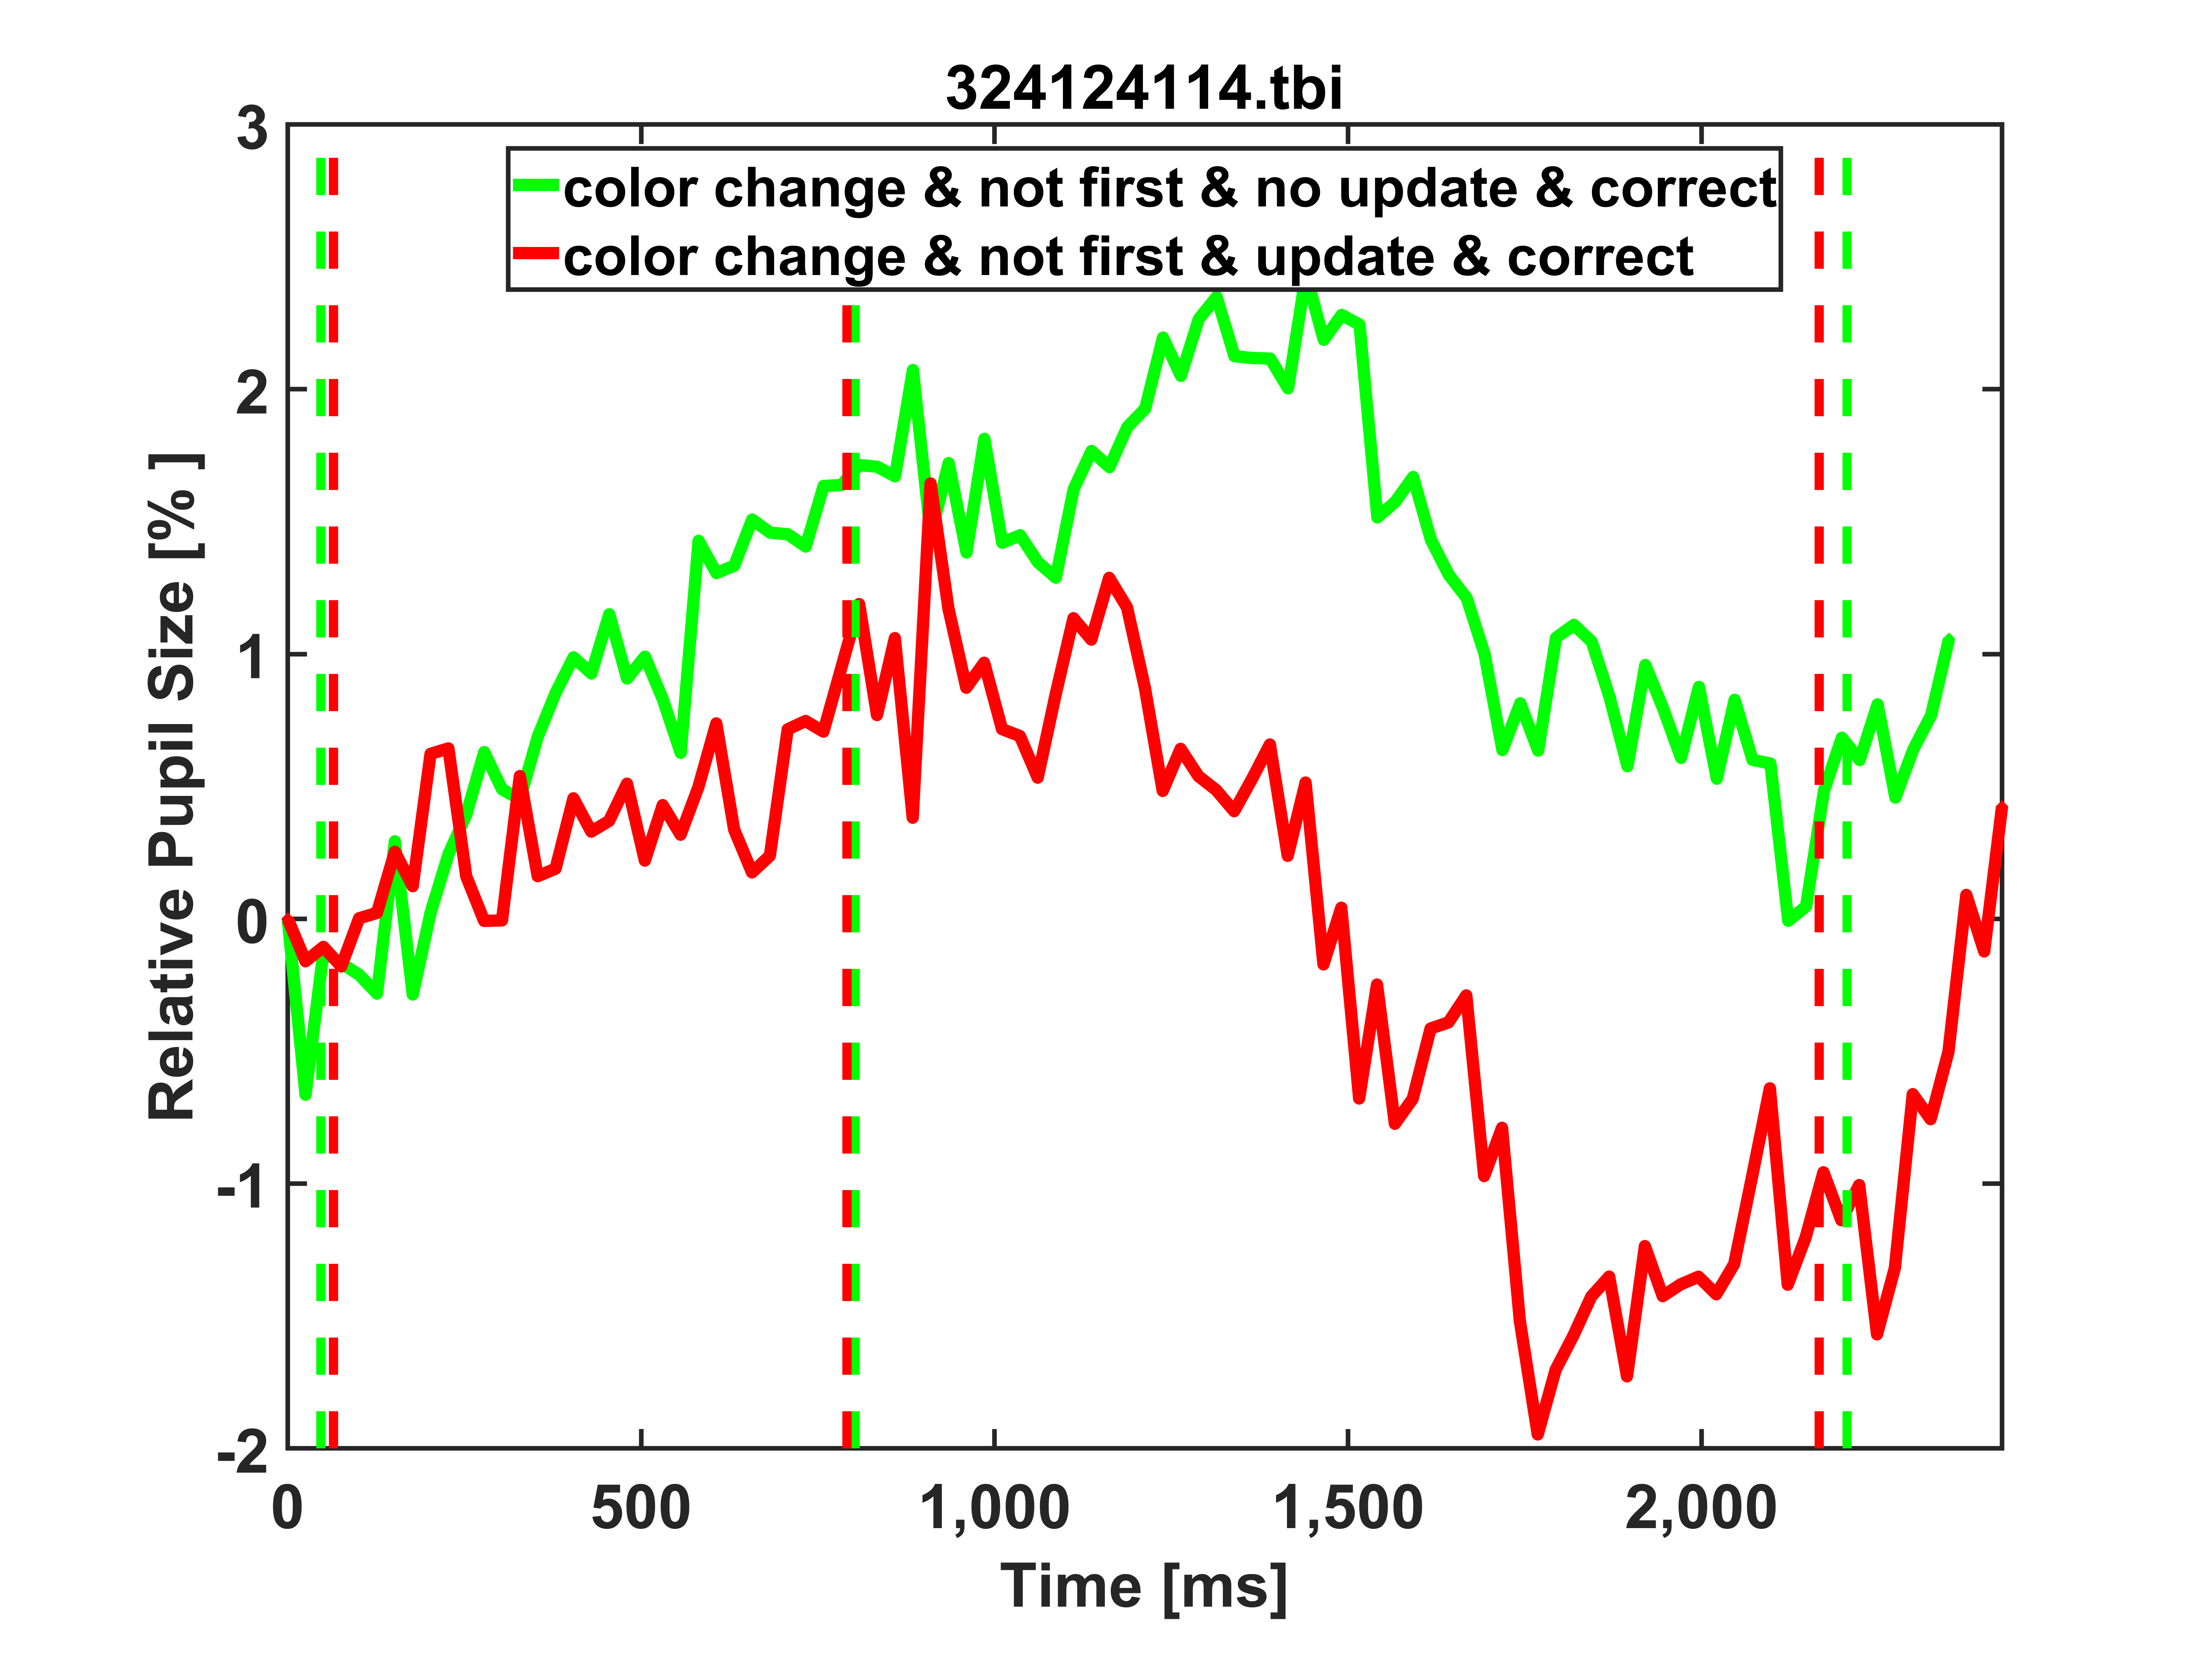 324124114.tbi
3
2
1
0
-1
-2
Relative Pupil Size [% ]
color change & not first & no update & correct
color change & not first & update & correct
0 500 1,000 1,500 2,000
Time [ms]